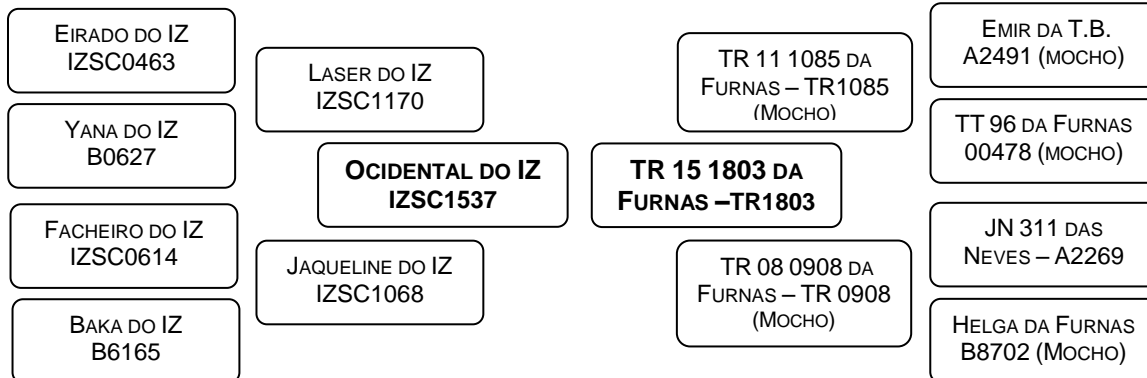 EIRADO DO IZ
IZSC0463
YANA DO IZ
B0627
FACHEIRO DO IZ
IZSC0614
BAKA DO IZ
B6165
LASER DO IZ
IZSC1170
JAQUELINE DO IZ
IZSC1068
OCIDENTAL DO IZ
IZSC1537
TR 15 1803 DA
FURNAS –TR1803
TR 11 1085 DA
FURNAS – TR1085
(MOCHO)
TR 08 0908 DA
FURNAS – TR 0908
(MOCHO)
EMIR DA T.B.
A2491 (MOCHO)
TT 96 DA FURNAS
00478 (MOCHO)
JN 311 DAS
NEVES – A2269
HELGA DA FURNAS
B8702 (MOCHO)